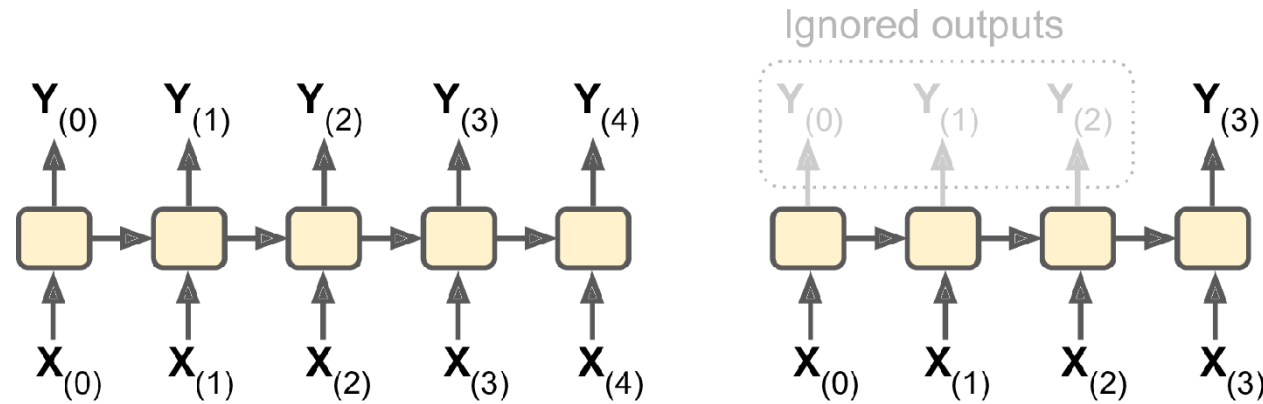 Ignored outputs
Y(0) Y(1) Y(2) Y(3) Y(4)
Y(0) Y(1) Y(2) Y(3)
X(0) X(1) X(2) X(3) X(4)
X(0) X(1) X(2) X(3)